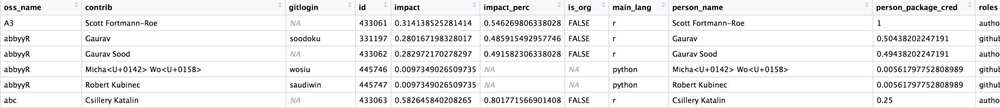 oss_name contrib gitlogin id impact impact_perc is_org main_lang person_name person_package_cred roles
A3 Scott Fortmann-Roe NA 433061 0.314138525281414 0.546269806338028 FALSE r Scott Fortmann-Roe 1 autho
abbyyR Gaurav soodoku 331197 0.280167198328017 0.485915492957746 FALSE r Gaurav 0.50438202247191 github
abbyyR Gaurav Sood NA 433062 0.282972170278297 0.491582306338028 FALSE r Gaurav Sood 0.49438202247191 autho
abbyyR Micha<U+0142> Wo<U+015B> wosiu 445746 0.0097349026509735 NA NA python Micha<U+0142> Wo<U+015B> 0.00561797752808989 github
abbyyR Robert Kubinec saudiwin 445747 0.0097349026509735 NA NA python Robert Kubinec 0.00561797752808989 github
abc Csillery Katalin NA 433063 0.582645840208265 0.801771566901408 FALSE r Csillery Katalin 0.25 autho